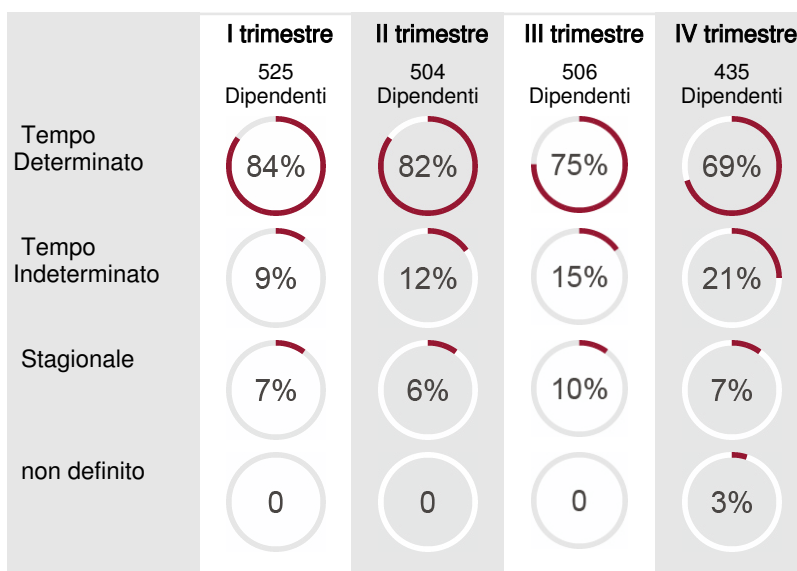 I trimestre II trimestre III trimestre IV trimestre
525 504 506 435
Dipendenti Dipendenti Dipendenti Dipendenti
Tempo
Determinato
84% 82% 75% 69%
Tempo
Indeterminato
9% 12% 15% 21%
Stagionale
7% 6% 10% 7%
non definito
0 0 0 3%